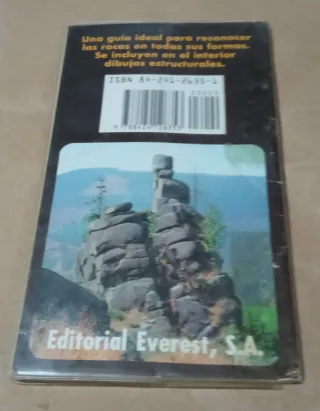 Una guía ideal para reconocer
las rocas en todas sus formas.
Se incluyen en el interior
dibujos estructurales.
ISBN 84-241-2635-1
Editorial Everest, S.A.